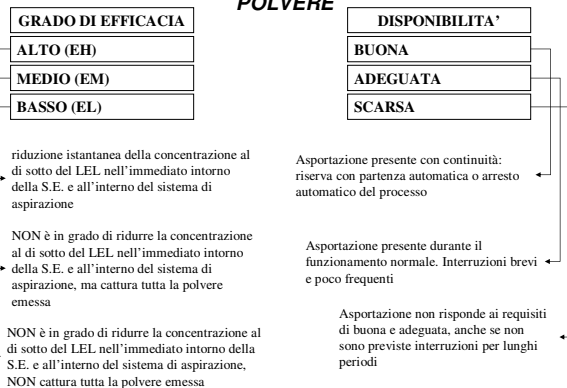 POLVERE
GRADO DI EFFICACIA
ALTO (EH)
MEDIO (EM)
BASSO (EL)
riduzione istantanea della concentrazione al
di sotto del LEL nell'immediato intorno
della S.E. e all'interno del sistema di
aspirazione
NON è in grado di ridurre la concentrazione
al di sotto del LEL nell'immediato intorno
della S.E. e all'interno del sistema di
aspirazione, ma cattura tutta la polvere
emessa
NON è in grado di ridurre la concentrazione al
di sotto del LEL nell'immediato intorno della
S.E. e all'interno del sistema di aspirazione,
NON cattura tutta la polvere emessa
DISPONIBILITA'
BUONA
ADEGUATA
SCARSA
Asportazione presente con continuità:
riserva con partenza automatica o arresto
automatico del processo
Asportazione presente durante il
funzionamento normale. Interruzioni brevi
e poco frequenti
Asportazione non risponde ai requisiti
di buona e adeguata, anche se non
sono previste interruzioni per lunghi
periodi